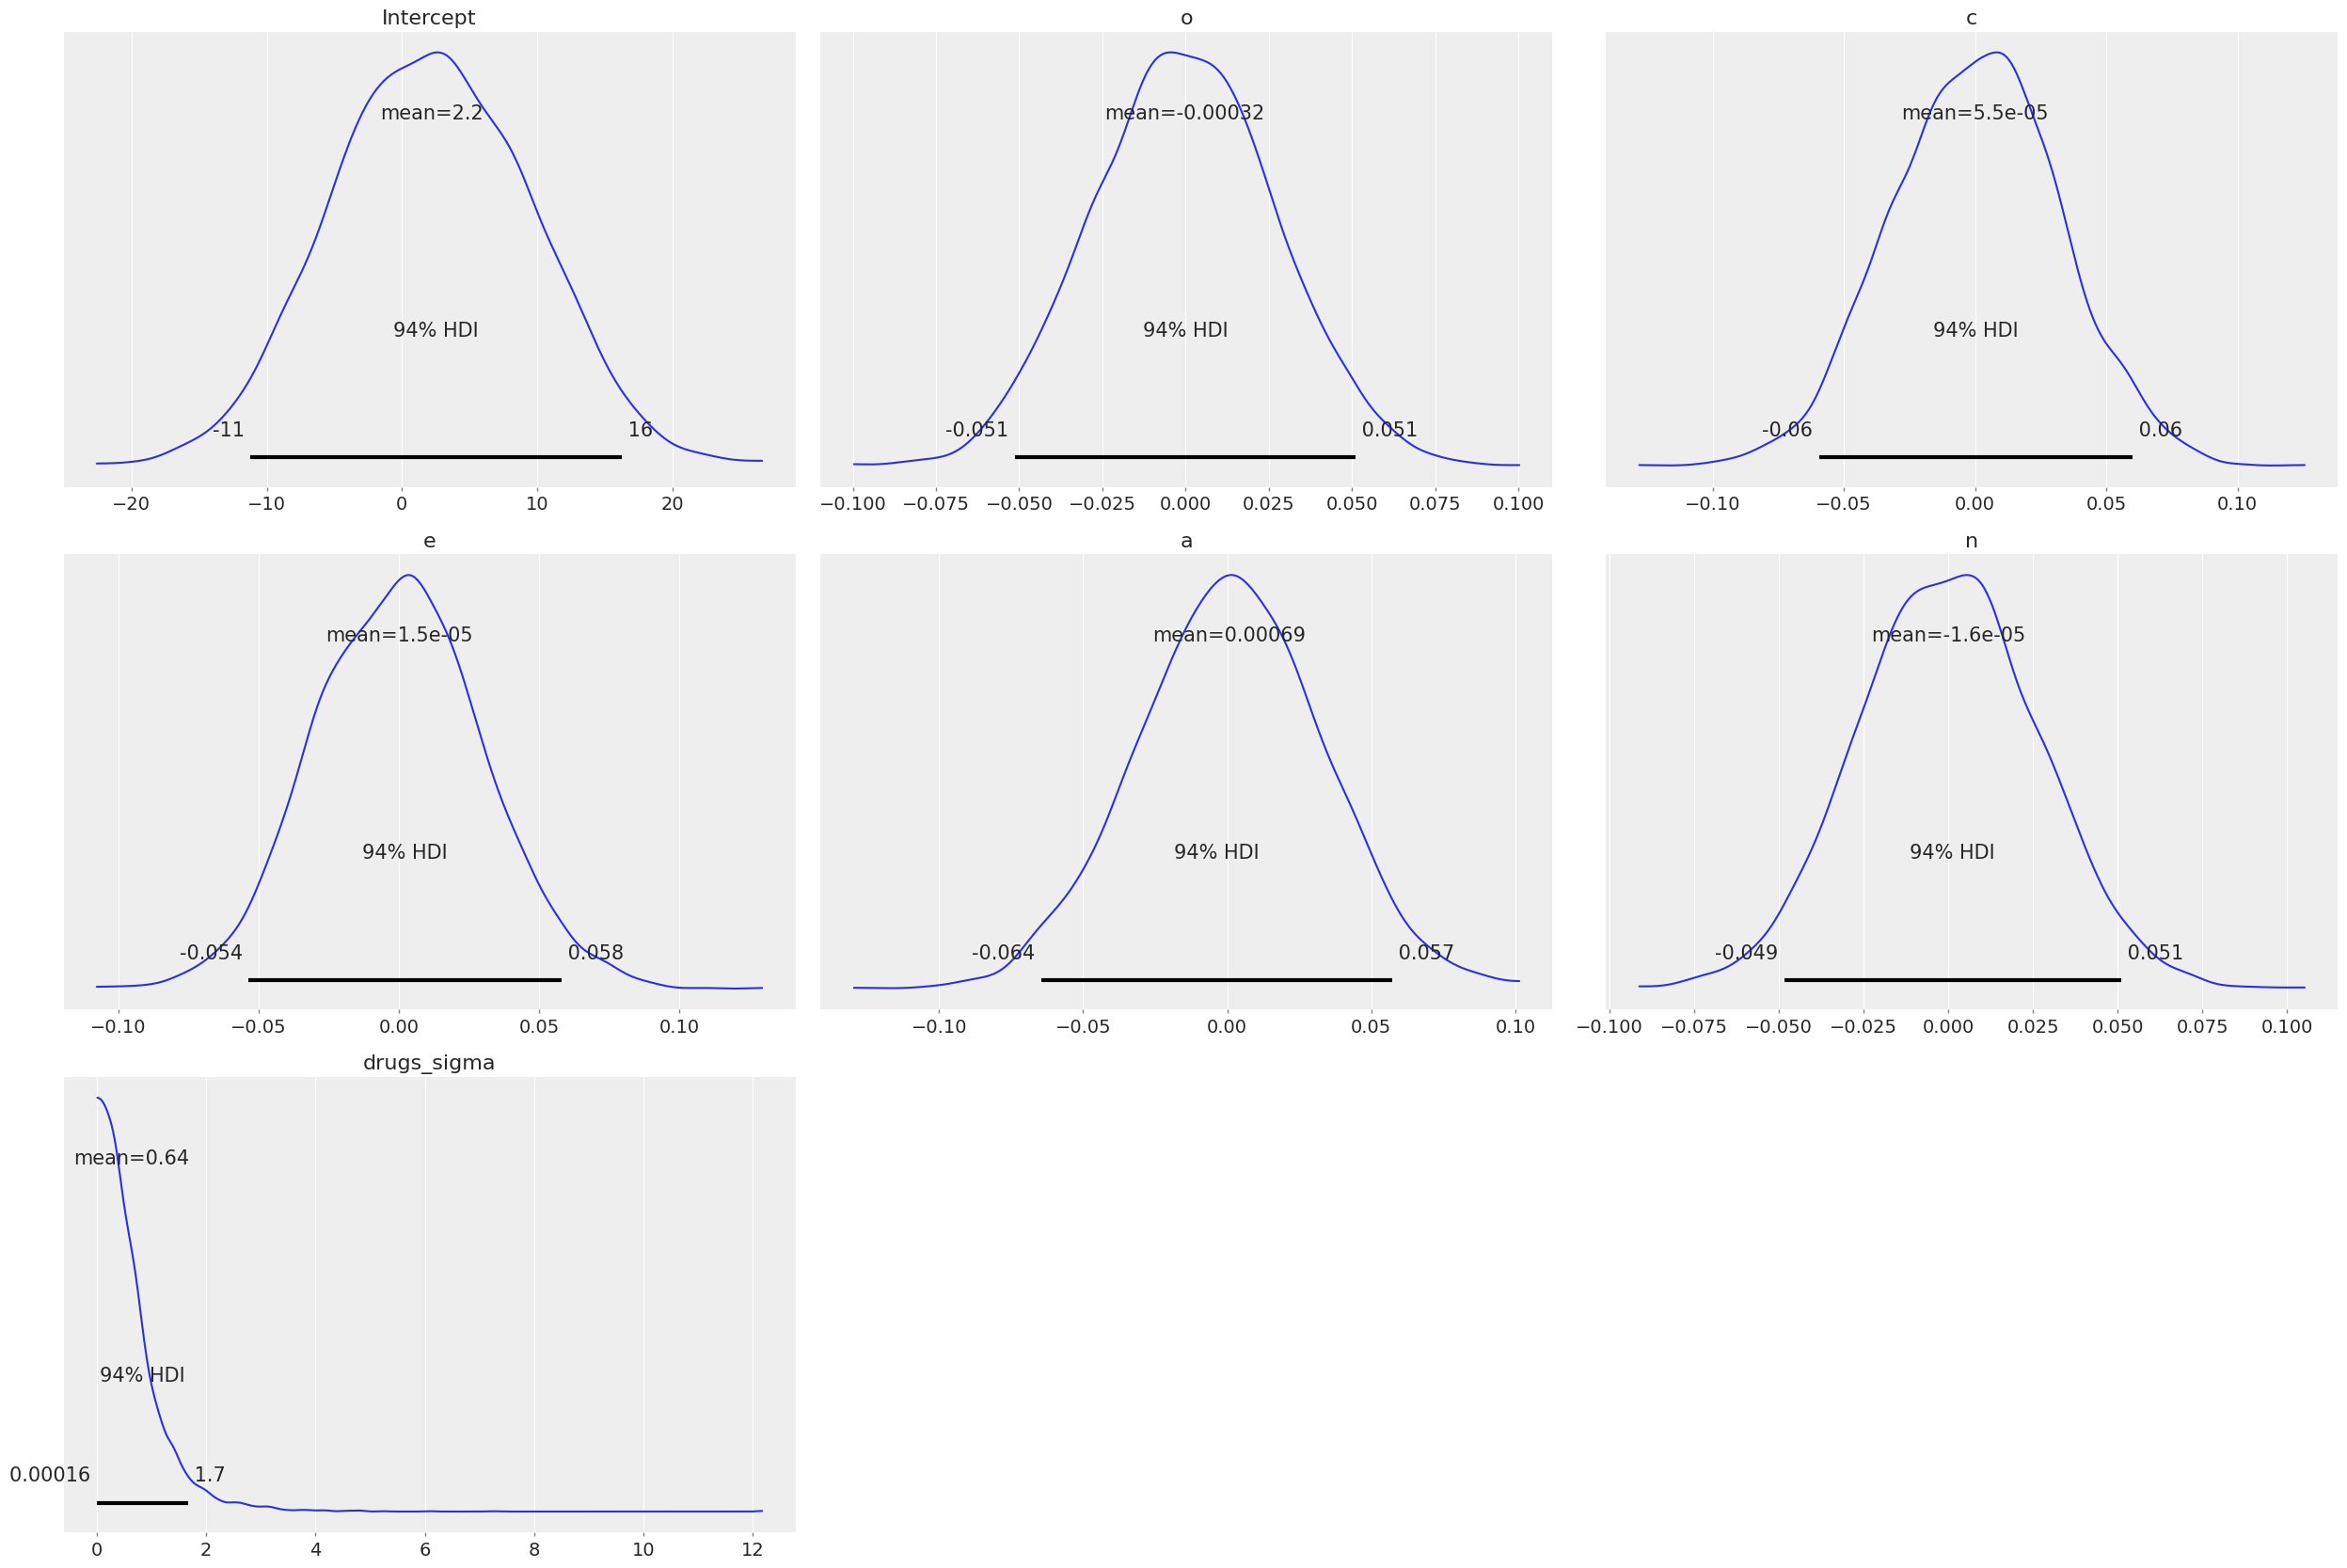 Intercept
mean=2.2
94% HDI
-11 16
−20 −10 0 10 20
o
mean=-0.00032
94% HDI
-0.051 0.051
−0.100 −0.075 −0.050 −0.025 0.000 0.025 0.050 0.075 0.100
c
mean=5.5e-05
94% HDI
-0.06 0.06
−0.10 −0.05 0.00 0.05 0.10
e
mean=1.5e-05
94% HDI
-0.054 0.058
−0.10 −0.05 0.00 0.05 0.10
a
mean=0.00069
94% HDI
-0.064 0.057
−0.10 −0.05 0.00 0.05 0.10
n
mean=-1.6e-05
94% HDI
-0.049 0.051
−0.100 −0.075 −0.050 −0.025 0.000 0.025 0.050 0.075 0.100
drugs_sigma
mean=0.64
94% HDI
0.00016 1.7
0 2 4 6 8 10 12